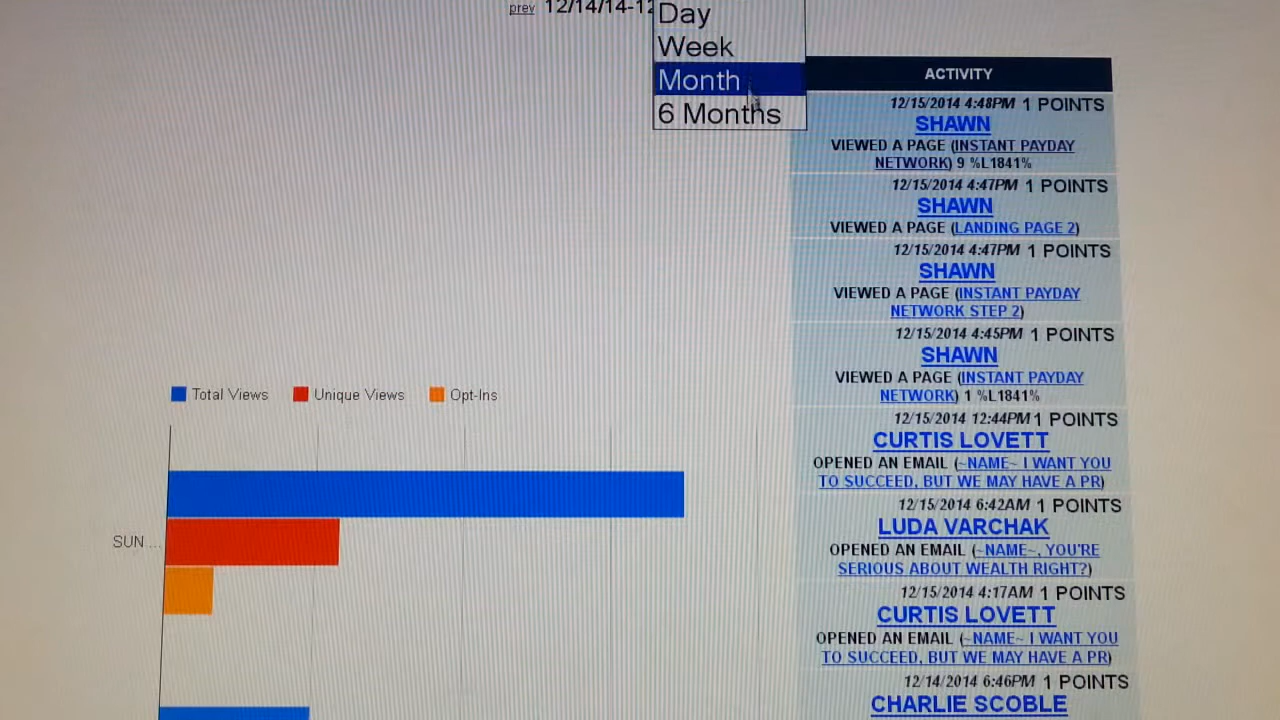 prev 12/14/14-12
Day
Week
Month
6 Months
ACTIVITY
12/15/2014 4:48PM 1 POINTS
SHAWN
VIEWED A PAGE (INSTANT PAYDAY
NETWORK) 9 %L1841%
12/15/2014 4:47PM 1 POINTS
SHAWN
VIEWED A PAGE (LANDING PAGE 2)
12/15/2014 4:47PM 1 POINTS
SHAWN
VIEWED A PAGE (INSTANT PAYDAY
NETWORK STEP 2)
12/15/2014 4:45PM 1 POINTS
SHAWN
VIEWED A PAGE (INSTANT PAYDAY
NETWORK) 1 %L1841%
12/15/2014 12:44PM 1 POINTS
CURTIS LOVETT
OPENED AN EMAIL (~NAME~ I WANT YOU
TO SUCCEED, BUT WE MAY HAVE A PR)
12/15/2014 6:42AM 1 POINTS
LUDA VARCHAK
OPENED AN EMAIL (~NAME~, YOU'RE
SERIOUS ABOUT WEALTH RIGHT?)
12/15/2014 4:17AM 1 POINTS
CURTIS LOVETT
OPENED AN EMAIL (~NAME~ I WANT YOU
TO SUCCEED, BUT WE MAY HAVE A PR)
12/14/2014 6:46PM 1 POINTS
CHARLIE SCOBLE
Total Views Unique Views Opt-Ins
SUN ...